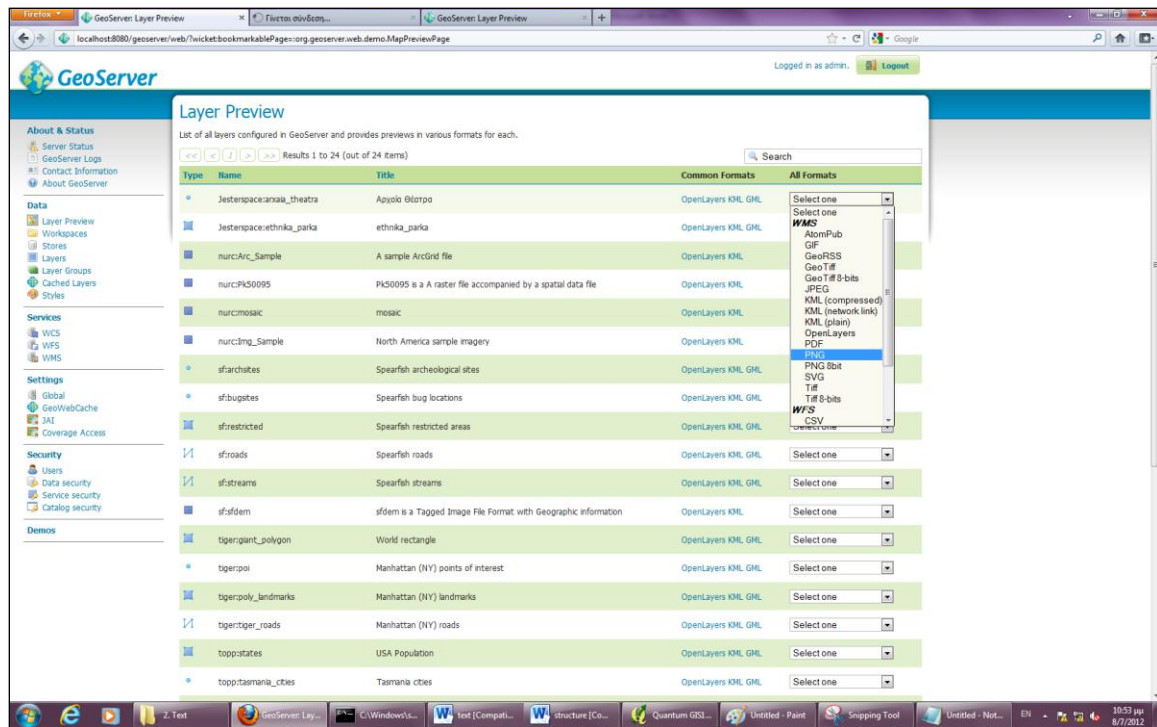 Firefox
GeoServer: Layer Preview
Γίνεται σύνδεση...
GeoServer: Layer Preview
localhost:8080/geoserver/web/?wicket:bookmarkablePage=:org.geoserver.web.demo.MapPreviewPage
Google
GeoServer
Logged in as admin.
Logout
Layer Preview
List of all layers configured in GeoServer and provides previews in various formats for each.
<< < 1 > >> Results 1 to 24 (out of 24 items)
Search
About & Status
Server Status
GeoServer Logs
Contact Information
About GeoServer
Data
Layer Preview
Workspaces
Stores
Layers
Layer Groups
Cached Layers
Styles
Services
WCS
WFS
WMS
Settings
Global
GeoWebCache
JAI
Coverage Access
Security
Users
Data security
Service security
Catalog security
Demos
Type Name Title Common Formats All Formats
Jesterspace:arxaia_theatra Αρχαία Θέατρα OpenLayers KML GML Select one
Jesterspace:ethnika_parka ethnika_parka OpenLayers KML GML
nurc:Arc_Sample A sample ArcGrid file OpenLayers KML
nurc:Pk50095 Pk50095 is a A raster file accompanied by a spatial data file OpenLayers KML
nurc:mosaic mosaic OpenLayers KML
nurc:Img_Sample North America sample imagery OpenLayers KML
sf:archsites Spearfish archeological sites OpenLayers KML GML
sf:bugsites Spearfish bug locations OpenLayers KML GML
sf:restricted Spearfish restricted areas OpenLayers KML GML Select one
sf:roads Spearfish roads OpenLayers KML GML Select one
sf:streams Spearfish streams OpenLayers KML GML Select one
sf:sfdem sfdem is a Tagged Image File Format with Geographic information OpenLayers KML Select one
tiger:giant_polygon World rectangle OpenLayers KML GML Select one
tiger:poi Manhattan (NY) points of interest OpenLayers KML GML Select one
tiger:poly_landmarks Manhattan (NY) landmarks OpenLayers KML GML Select one
tiger:tiger_roads Manhattan (NY) roads OpenLayers KML GML Select one
topp:states USA Population OpenLayers KML GML Select one
topp:tasmania_cities Tasmania cities OpenLayers KML GML Select one
Select one
WMS
AtomPub
GIF
GeoRSS
GeoTiff
GeoTiff 8-bits
JPEG
KML (compressed)
KML (network link)
KML (plain)
OpenLayers
PDF
PNG
PNG 8bit
SVG
Tiff
Tiff 8-bits
WFS
CSV
2. Text
GeoServer: Lay...
C:\Windows\s...
text [Compati...
structure [Co...
Quantum GIS1...
Untitled - Paint
Snipping Tool
Untitled - Not...
EN
10:53 μμ
8/7/2012